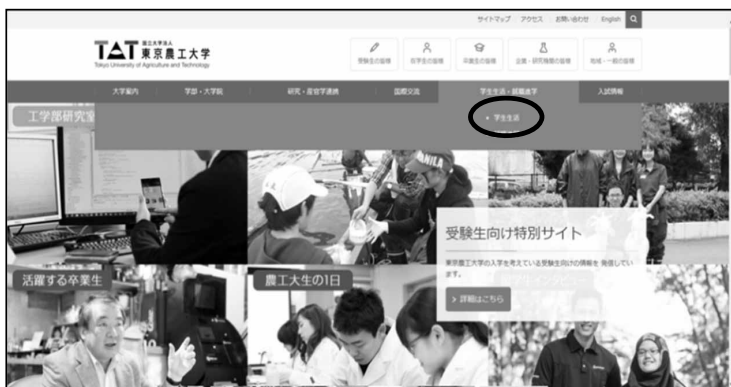 サイトマップ アクセス お問い合わせ English
TAT 国立大学法人 東京農工大学
Tokyo University of Agriculture and Technology
受験生の皆様 在学生の皆様 卒業生の皆様 企業・研究機関の皆様 地域・一般の皆様
大学案内 学部・大学院 研究・産官学連携 国際交流 学生生活・就職進学 入試情報
学生生活
工学部研究室
MANILA
受験生向け特別サイト
東京農工大学の入学を考えている受験生向けの情報を 発信しています。
> 詳細はこちら
活躍する卒業生
農工大生の1日